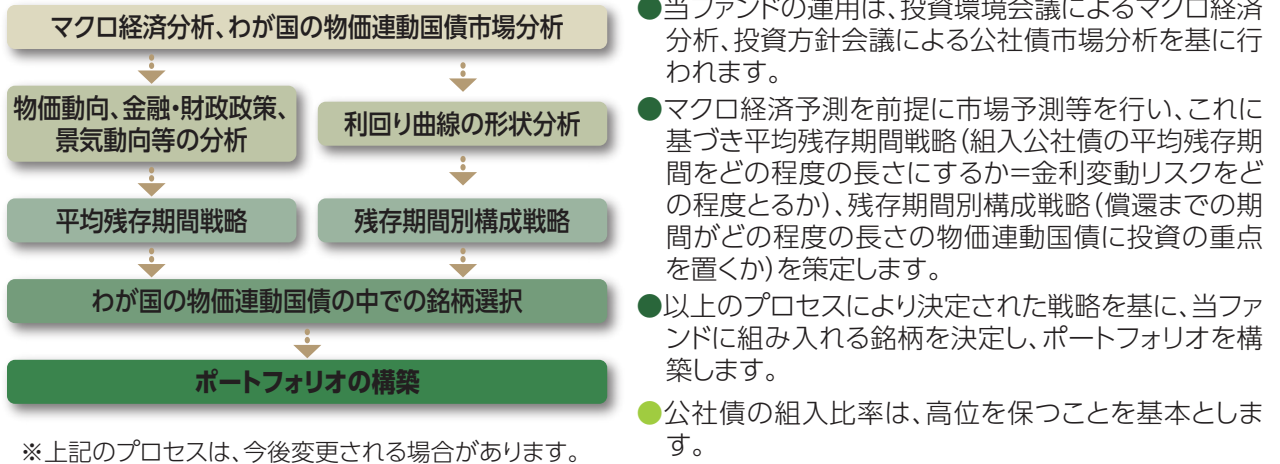 マクロ経済分析、わが国の物価連動国債市場分析
物価動向、金融・財政政策、
景気動向等の分析
利回り曲線の形状分析
平均残存期間戦略
残存期間別構成戦略
わが国の物価連動国債の中での銘柄選択
ポートフォリオの構築
※上記のプロセスは、今後変更される場合があります。
●当ファンドの運用は、投資環境会議によるマクロ経済
分析、投資方針会議による公社債市場分析を基に行
われます。
●マクロ経済予測を前提に市場予測等を行い、これに
基づき平均残存期間戦略(組入公社債の平均残存期
間をどの程度の長さにするか=金利変動リスクをど
の程度とるか)、残存期間別構成戦略(償還までの期
間がどの程度の長さの物価連動国債に投資の重点
を置くか)を策定します。
●以上のプロセスにより決定された戦略を基に、当ファ
ンドに組み入れる銘柄を決定し、ポートフォリオを構
築します。
●公社債の組入比率は、高位を保つことを基本としま
す。